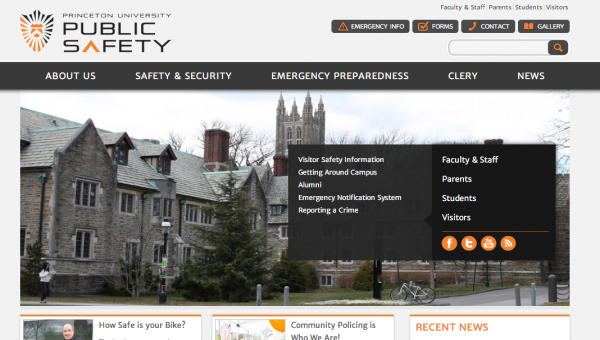 Faculty & Staff | Parents | Students | Visitors
PRINCETON UNIVERSITY
PUBLIC
SAFETY
EMERGENCY INFO
FORMS
CONTACT
GALLERY
ABOUT US
SAFETY & SECURITY
EMERGENCY PREPAREDNESS
CLERY
NEWS
Visitor Safety Information
Getting Around Campus
Alumni
Emergency Notification System
Reporting a Crime
Faculty & Staff
Parents
Students
Visitors
How Safe is your Bike?
Community Policing is
Who We Are!
RECENT NEWS